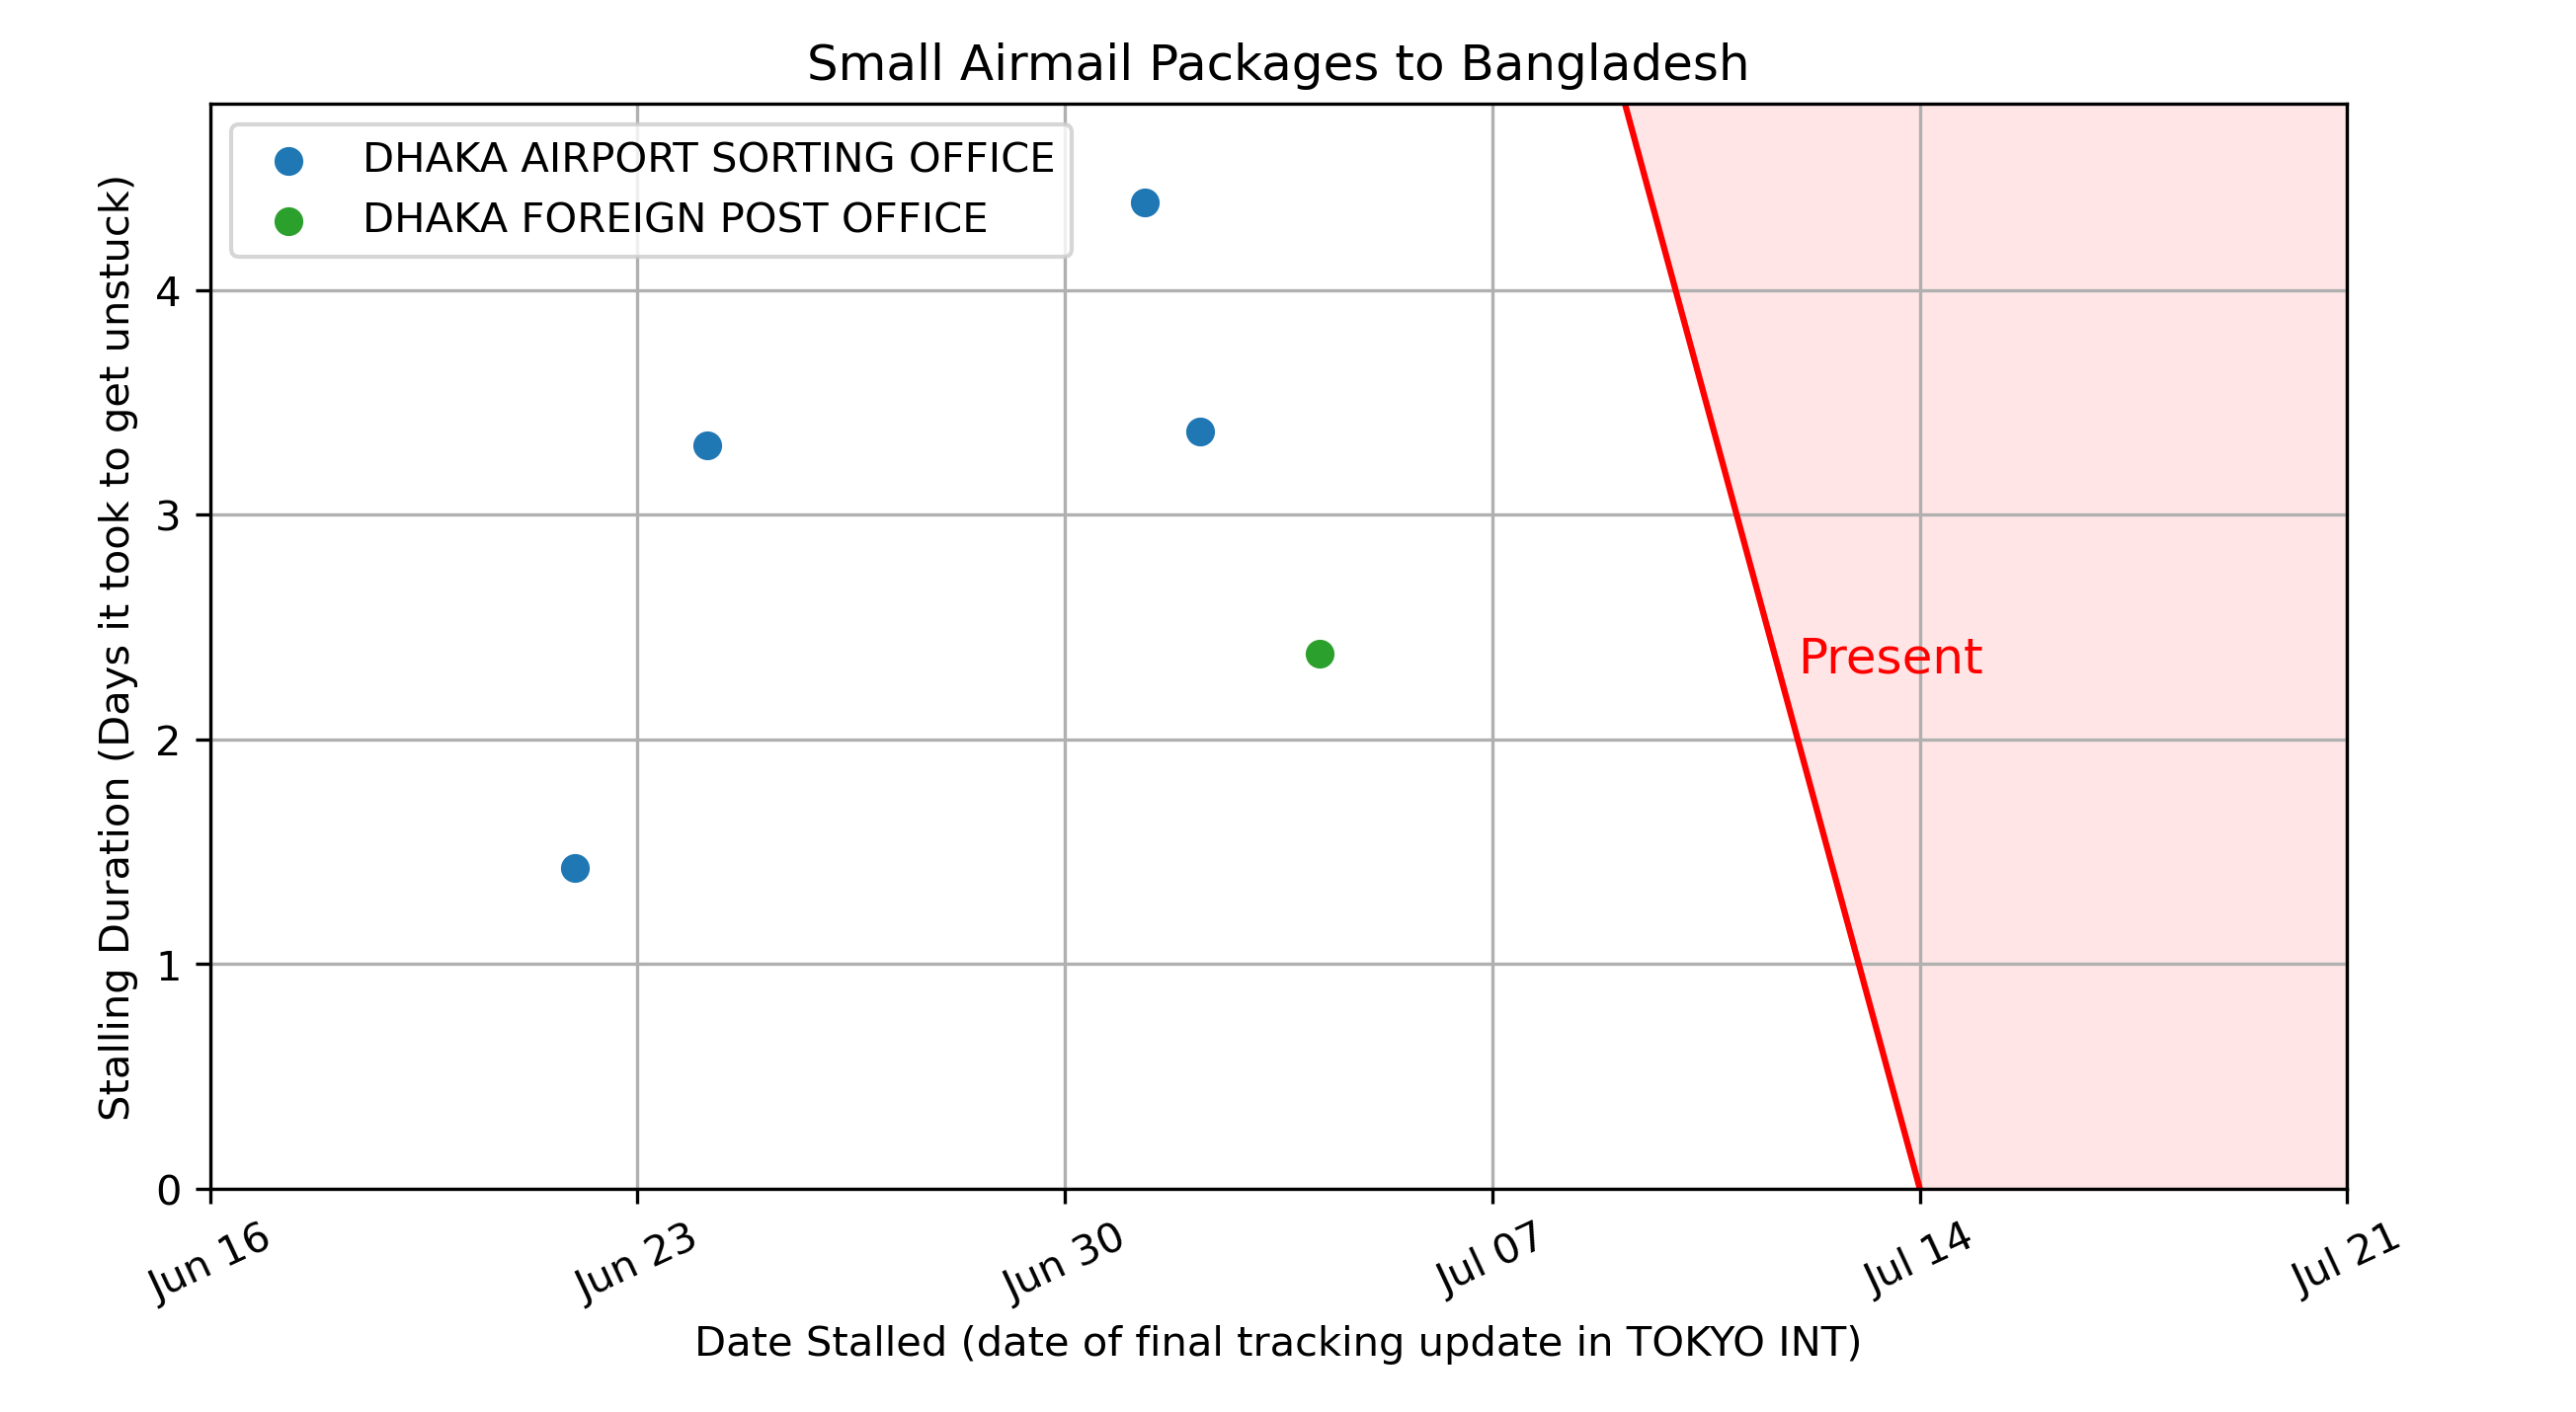 Small Airmail Packages to Bangladesh
DHAKA AIRPORT SORTING OFFICE
DHAKA FOREIGN POST OFFICE
Stalling Duration (Days it took to get unstuck)
4
3
2
1
0
Present
Jun 16
Jun 23
Jun 30
Jul 07
Jul 14
Jul 21
Date Stalled (date of final tracking update in TOKYO INT)